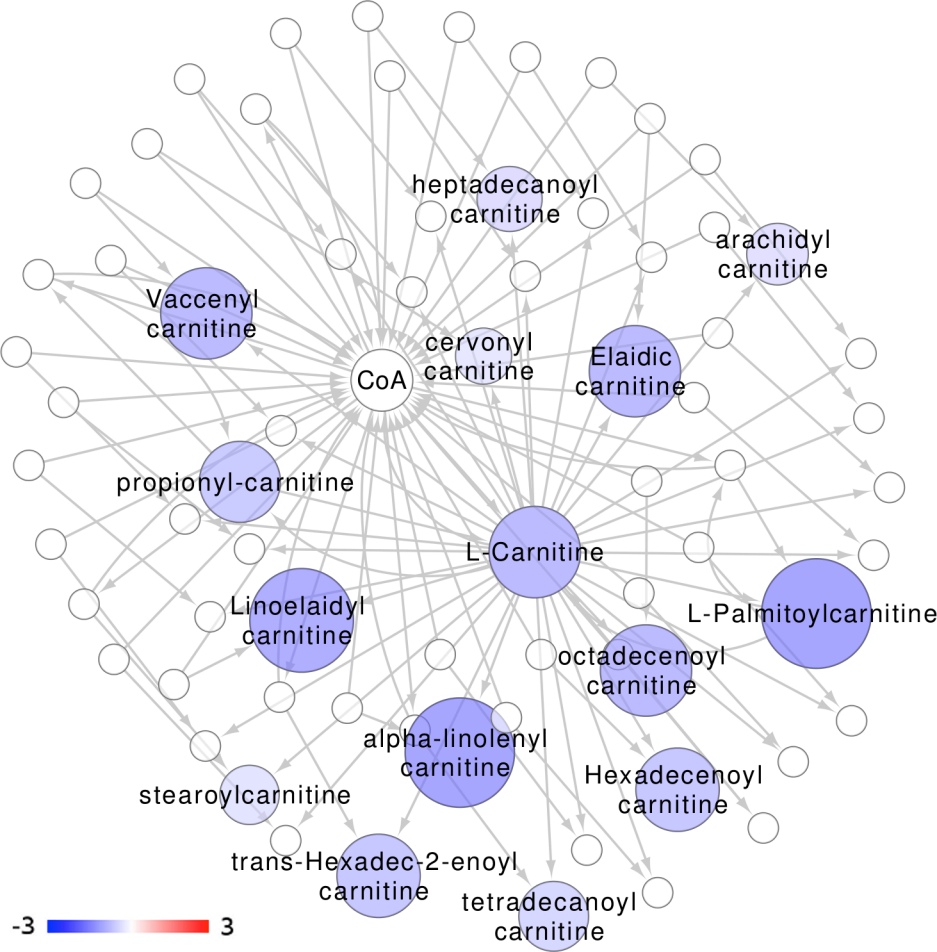 heptadecanoyl
carnitine
arachidyl
carnitine
Vaccenyl
carnitine
cervonyl
carnitine
Elaidic
carnitine
CoA
propionyl-carnitine
L-Carnitine
Linoelaidyl
carnitine
L-Palmitoylcarnitine
octadecenoyl
carnitine
alpha-linolenyl
carnitine
Hexadecenoyl
carnitine
stearoylcarnitine
trans-Hexadec-2-enoyl
carnitine
tetradecanoyl
carnitine
-3 3